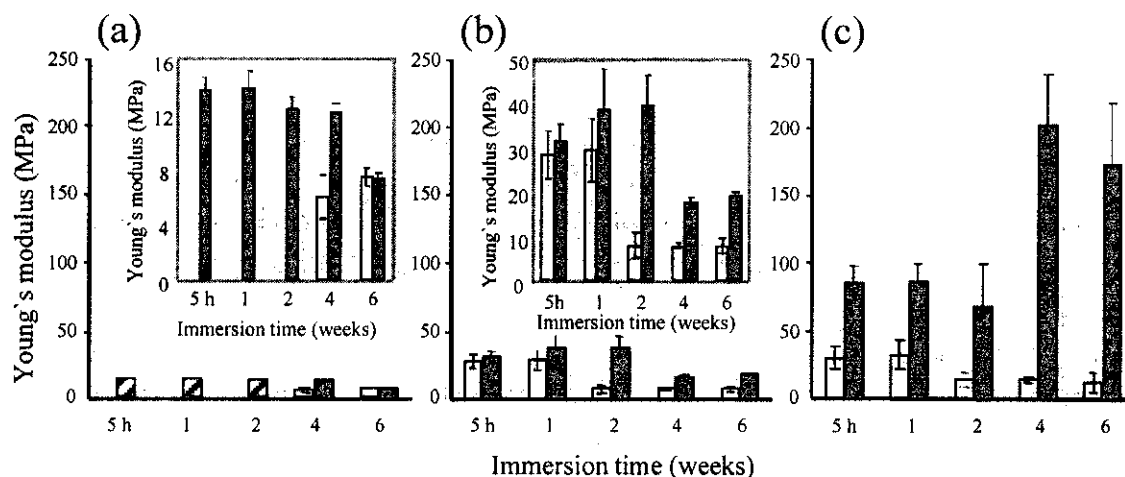 (a)
250
200
150
100
50
0
Young`s modulus (MPa)
16
12
8
4
0
Young`s modulus (MPa)
5 h 1 2 4 6
Immersion time (weeks)
5 h 1 2 4 6
(b)
250
200
150
100
50
0
50
40
30
20
10
0
Young`s modulus (MPa)
5h 1 2 4 6
Immersion time (weeks)
5 h 1 2 4 6
(c)
250
200
150
100
50
0
5 h 1 2 4 6
Immersion time (weeks)